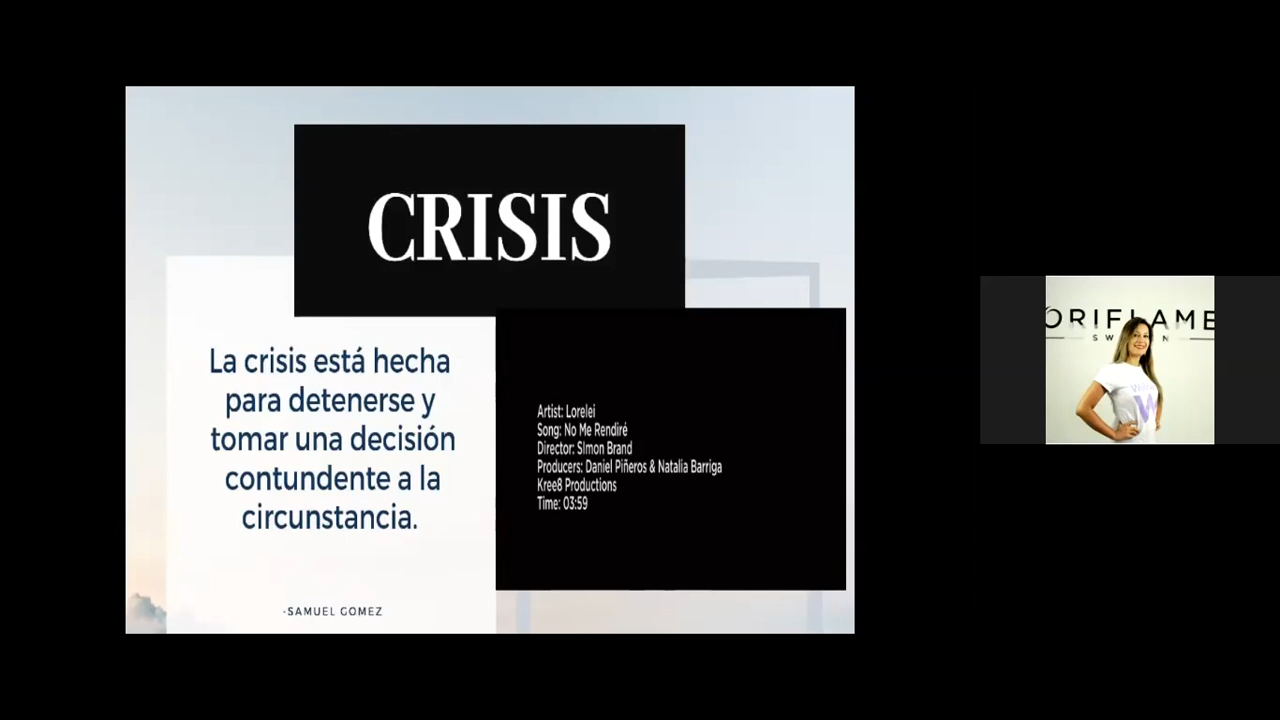 CRISIS
La crisis está hecha
para detenerse y
tomar una decisión
contundente a la
circunstancia.
-SAMUEL GOMEZ
Artist: Lorelei
Song: No Me Rendiré
Director: SImon Brand
Producers: Daniel Piñeros & Natalia Barriga
Kree8 Productions
Time: 03:59
ORIFLAME